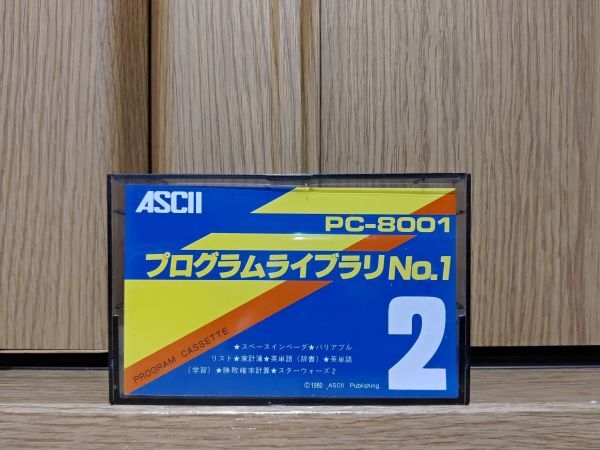 ASCII
PC-8001
プログラムライブラリNo.1
2
PROGRAM CASSETTE
★スペースインベーダ★バリアブル
リスト★家計簿★英単語(辞書)★英単語
(学習)★勝敗確率計算★スターウォーズ2
©1980 ASCII Publishing